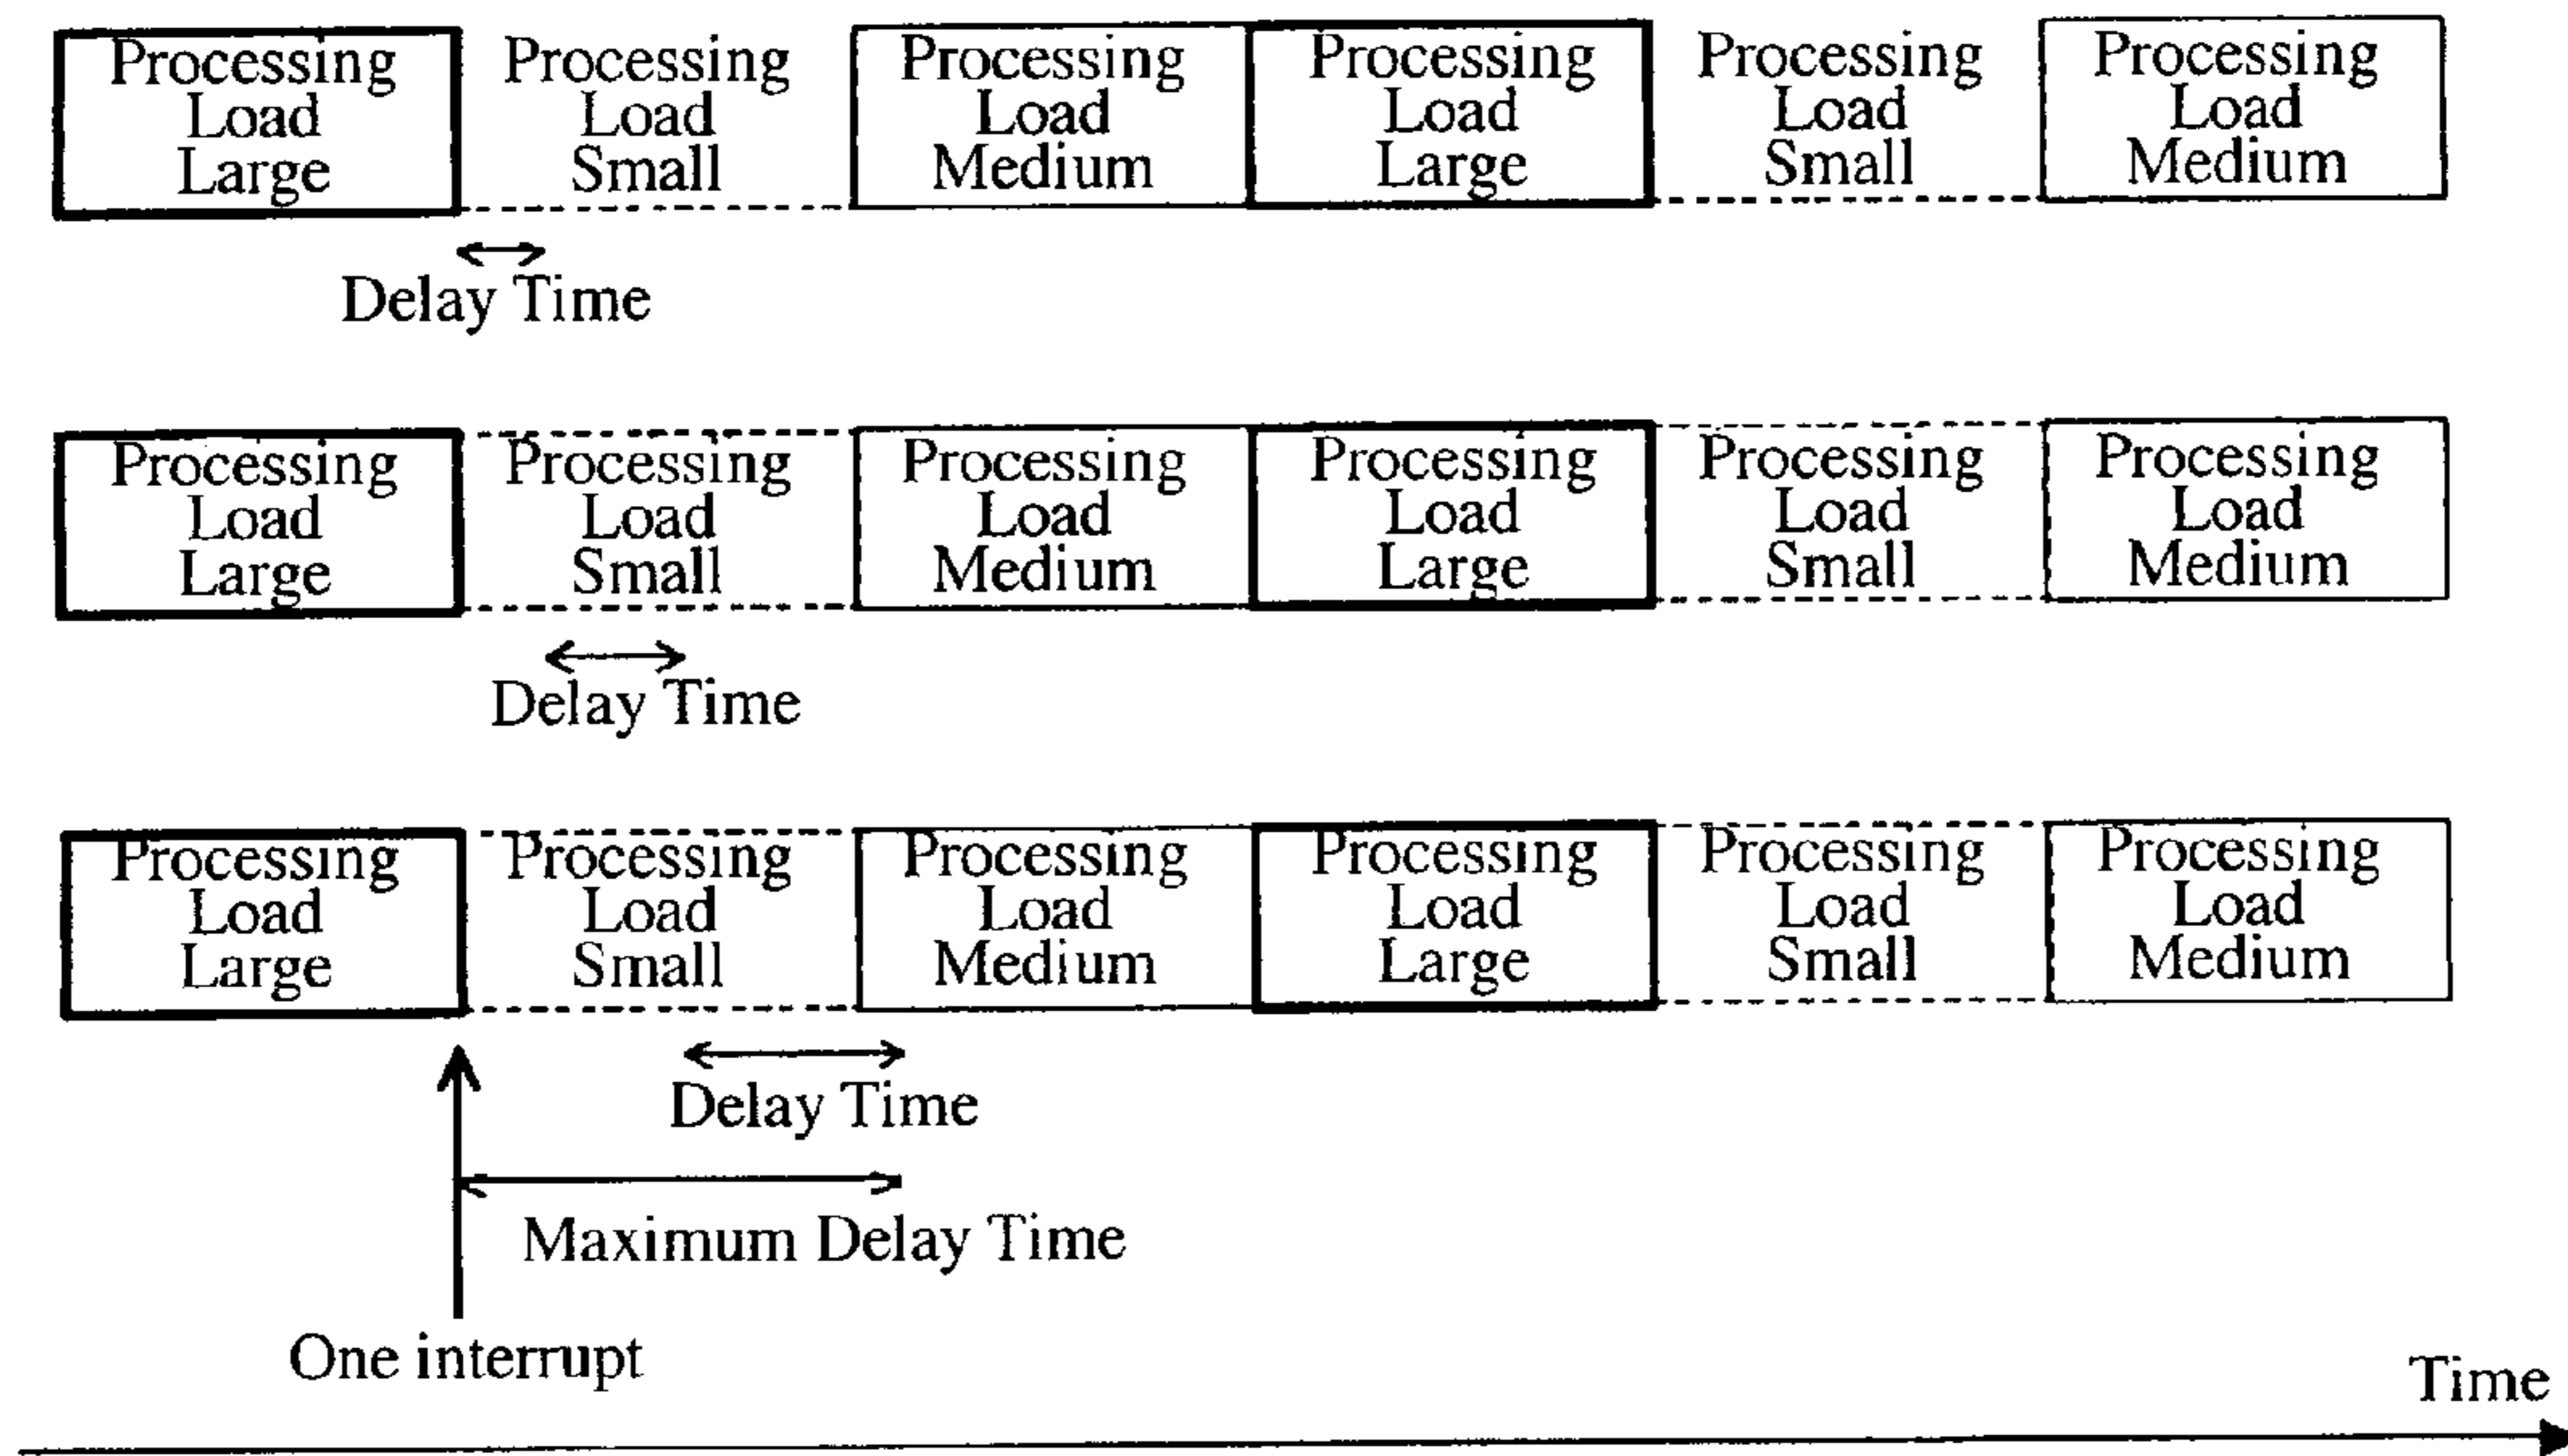 Processing
Load
Large
Processing
Load
Small
Processing
Load
Medium
Processing
Load
Large
Processing
Load
Small
Processing
Load
Medium
Delay Time
Processing
Load
Large
Processing
Load
Small
Processing
Load
Medium
Processing
Load
Large
Processing
Load
Small
Processing
Load
Medium
Delay Time
Processing
Load
Large
Processing
Load
Small
Processing
Load
Medium
Processing
Load
Large
Processing
Load
Small
Processing
Load
Medium
Delay Time
Maximum Delay Time
One interrupt
Time